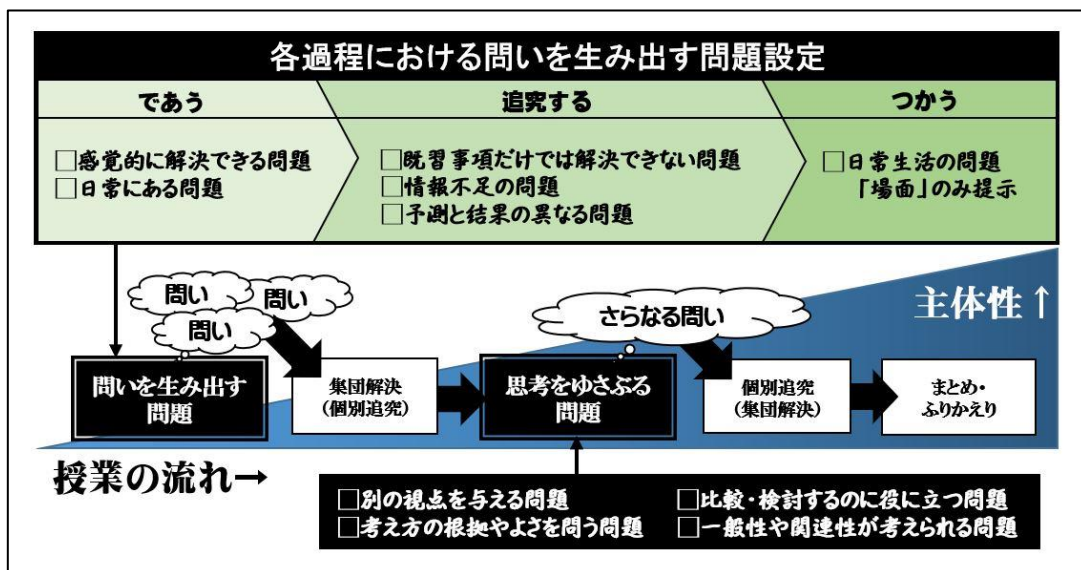 各過程における問いを生み出す問題設定
であう
追究する
つかう
□感覚的に解決できる問題
□日常にある問題
□既習事項だけでは解決できない問題
□情報不足の問題
□予測と結果の異なる問題
□日常生活の問題
「場面」のみ提示
問い
問い
問い
さらなる問い
主体性↑
問いを生み出す
問題
集団解決
(個別追究)
思考をゆさぶる
問題
個別追究
(集団解決)
まとめ・
ふりかえり
授業の流れ→
□別の視点を与える問題
□考え方の根拠やよさを問う問題
□比較・検討するのに役に立つ問題
□一般性や関連性が考えられる問題